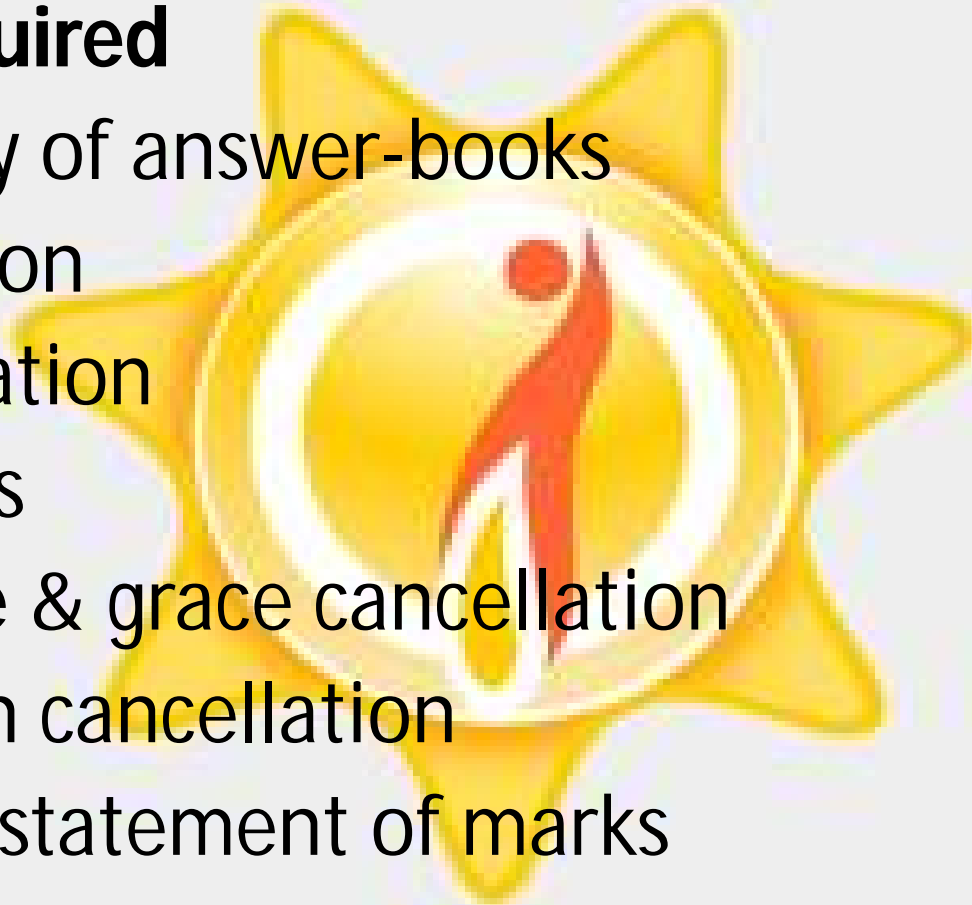 uired
y of answer-books
on
ation
s
e & grace cancellation
n cancellation
statement of marks